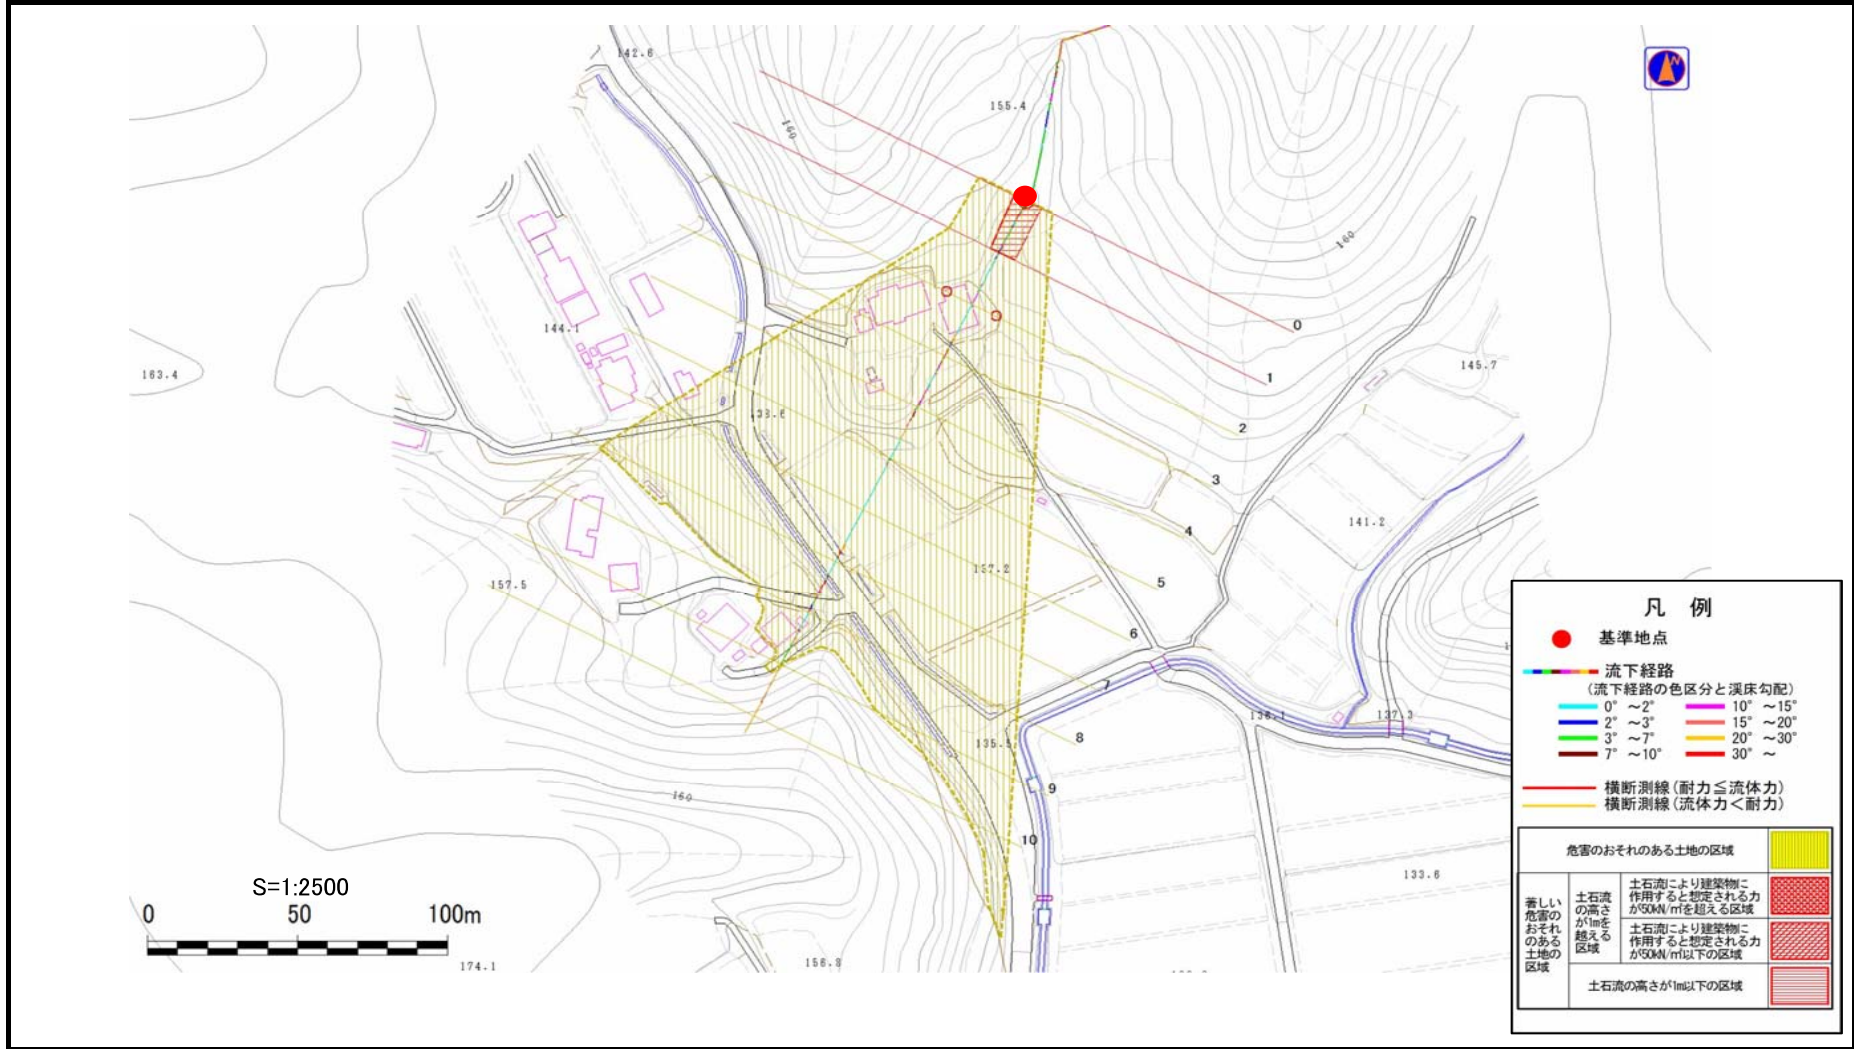 142.6
N
155.4
160
160
0
144.1
145.7
163.4
1
138.6
2
3
141.2
4
137.2
5
157.5
6
7
136.1
137.3
8
135.5
9
160
10
133.6
156.8
174.1
S=1:2500
0 50 100m
凡 例
基準地点
流下経路
(流下経路の色区分と渓床勾配)
0° ～2° 10° ～15°
2° ～3° 15° ～20°
3° ～7° 20° ～30°
7° ～10° 30° ～
横断測線(耐力≦流体力)
横断測線(流体力＜耐力)
危害のおそれのある土地の区域
著しい
危害の
おそれ
のある
土地の
区域
土石流
の高さ
が1mを
越える
区域
土石流により建築物に
作用すると想定される力
が50kN/㎡を超える区域
土石流により建築物に
作用すると想定される力
が50kN/㎡以下の区域
土石流の高さが1m以下の区域